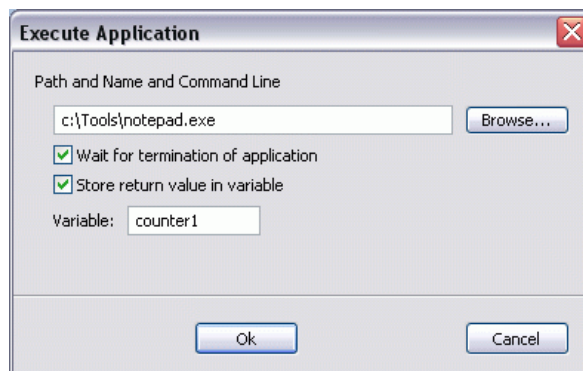 Execute Application
Path and Name and Command Line
c:\Tools\notepad.exe Browse...
Wait for termination of application
Store return value in variable
Variable: counter1
Ok Cancel